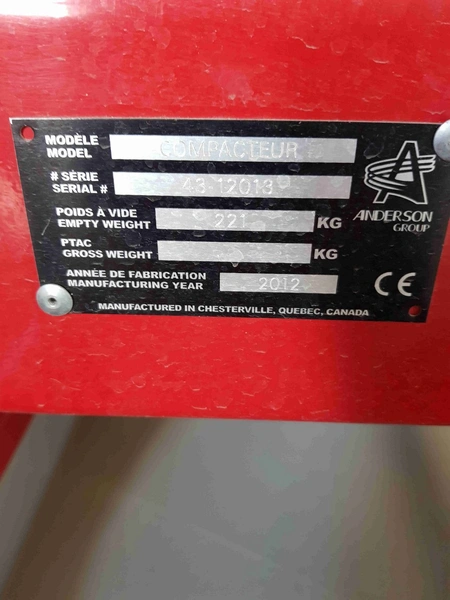 MODÈLE
MODEL COMPACTEUR
# SÈRIE
SERIAL # 43 12013
POIDS À VIDE
EMPTY WEIGHT 221 KG
PTAC
GROSS WEIGHT KG
ANNÉE DE FABRICATION
MANUFACTURING YEAR 2012
MANUFACTURED IN CHESTERVILLE, QUEBEC, CANADA
ANDERSON
GROUP
CE